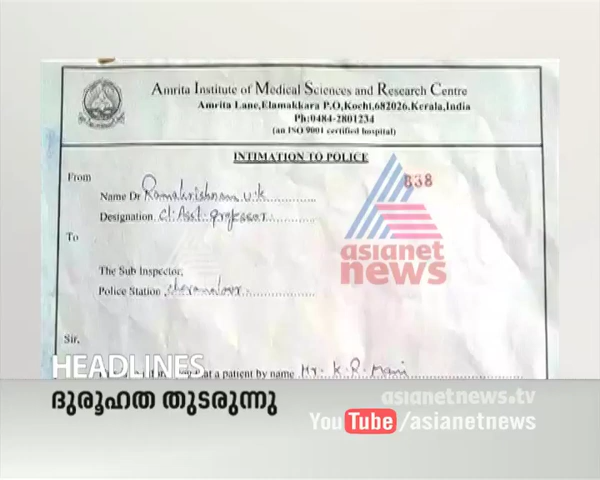 Amrita Institute of Medical Sciences and Research Centre
Amrita Lane,Elamakkara P.O,Kochi,682026,Kerala,India
Ph:0484-2801234
(an ISO 9001 certified hospital)
INTIMATION TO POLICE
From
838
Name Dr Ramakrishnan U.K
Designation Cl. Asst. professor
To
asianet
news
The Sub Inspector,
Police Station
Sir,
that a patient by name Mr. K. R. Mani
HEADLINES
ദുരൂഹത തുടരുന്നു
asianetnews.tv
YouTube/asianetnews